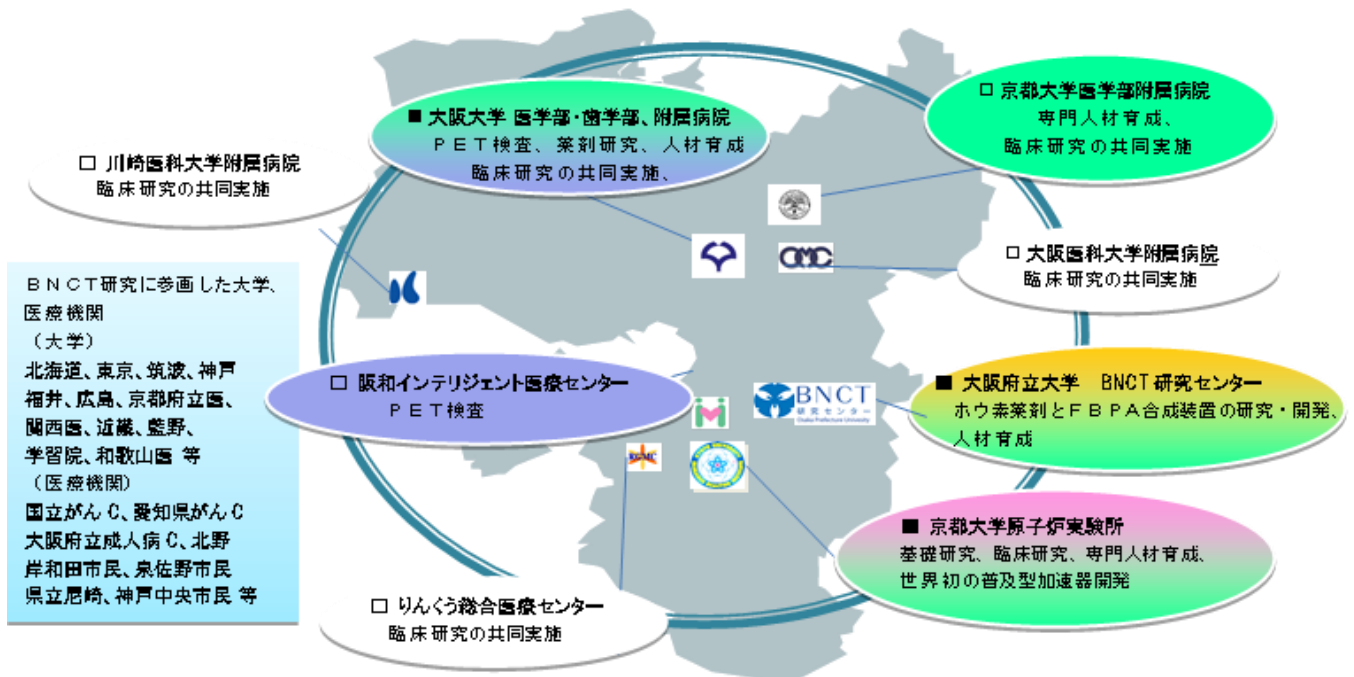 ■ 大阪大学 医学部・歯学部、附属病院
ＰＥＴ検査、薬剤研究、人材育成
臨床研究の共同実施、
□ 京都大学医学部附属病院
専門人材育成、
臨床研究の共同実施
□ 川崎医科大学附属病院
臨床研究の共同実施
OMC
□ 大阪医科大学附属病院
臨床研究の共同実施
ＢＮＣＴ研究に参画した大学、
医療機関
（大学）
北海道、東京、筑波、神戸
福井、広島、京都府立医、
関西医、近畿、藍野、
学習院、和歌山医 等
（医療機関）
国立がんＣ、愛知県がんＣ
大阪府立成人病Ｃ、北野
岸和田市民、泉佐野市民
県立尼崎、神戸中央市民 等
□ 阪和インテリジェント医療センター
ＰＥＴ検査
BNCT
研究センター
Osaka Prefecture University
■ 大阪府立大学 BNCT研究センター
ホウ素薬剤とＦＢＰＡ合成装置の研究・開発、
人材育成
RGMC
■ 京都大学原子炉実験所
基礎研究、臨床研究、専門人材育成、
世界初の普及型加速器開発
□ りんくう総合医療センター
臨床研究の共同実施